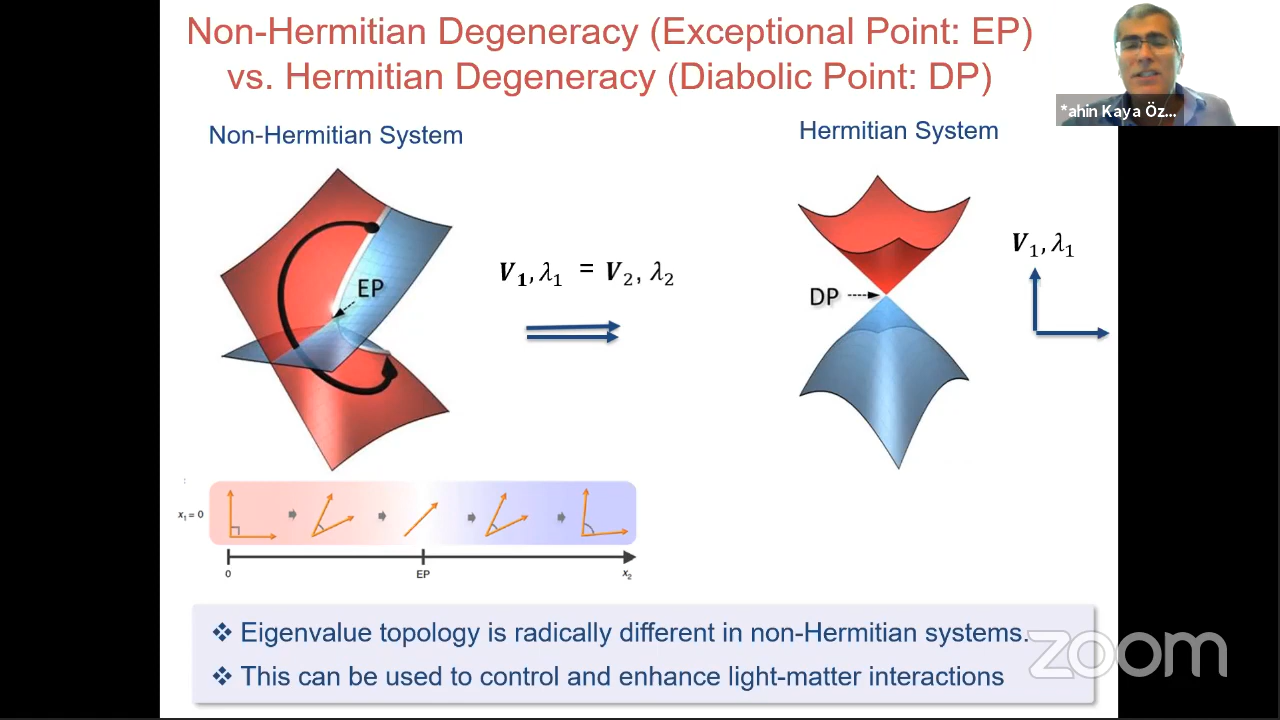 Non-Hermitian Degeneracy (Exceptional Point: EP)
vs. Hermitian Degeneracy (Diabolic Point: DP)
*ahin Kaya Öz...
Non-Hermitian System
Hermitian System
EP
V₁, λ₁ = V₂, λ₂
DP
V₁, λ₁
x₁ = 0
0
EP
x₂
❖ Eigenvalue topology is radically different in non-Hermitian systems.
❖ This can be used to control and enhance light-matter interactions
zoom